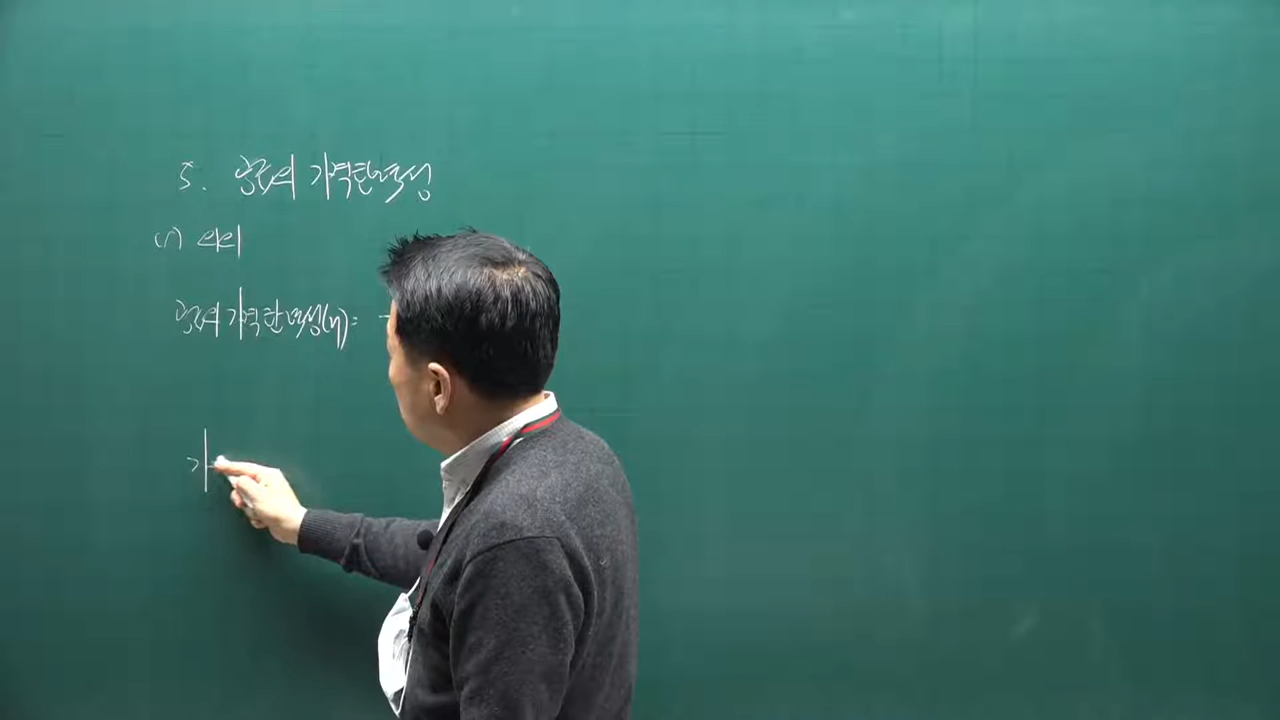 5. 공급의 가격탄력성
(1) 의의
공급의 가격탄력성(η) =
가